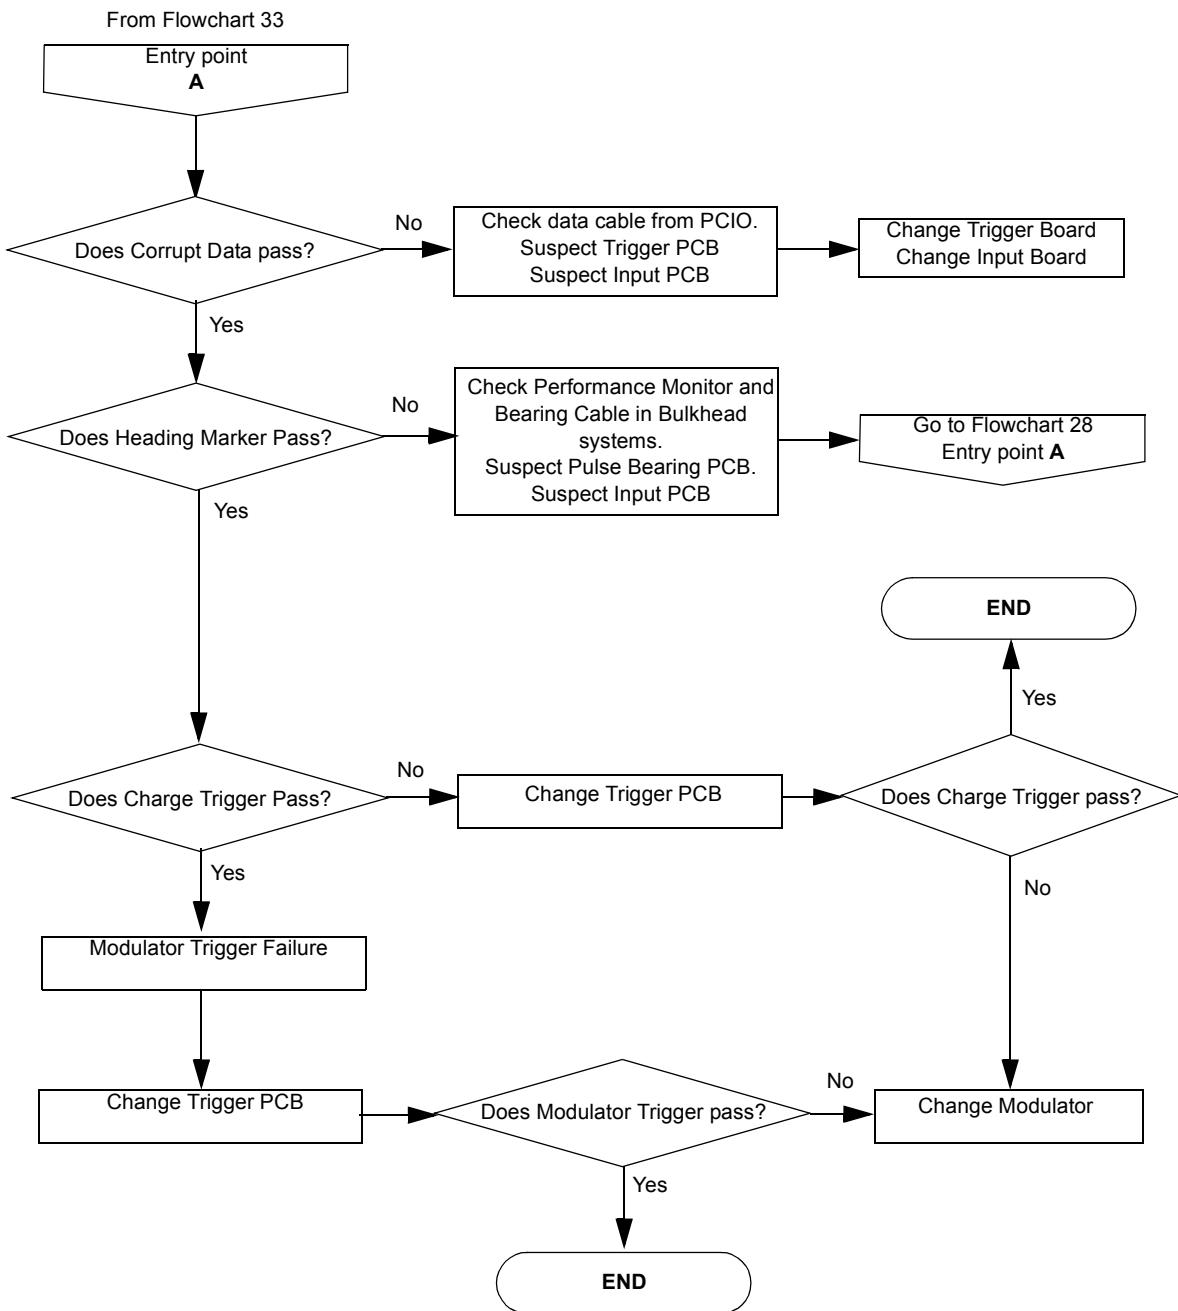 From Flowchart 33
Entry point
A
Does Corrupt Data pass?
No
Check data cable from PCIO.
Suspect Trigger PCB
Suspect Input PCB
Change Trigger Board
Change Input Board
Yes
Does Heading Marker Pass?
No
Check Performance Monitor and
Bearing Cable in Bulkhead
systems.
Suspect Pulse Bearing PCB.
Suspect Input PCB
Go to Flowchart 28
Entry point A
Yes
END
Yes
Does Charge Trigger Pass?
No
Change Trigger PCB
Does Charge Trigger pass?
Yes
No
Modulator Trigger Failure
Change Trigger PCB
Does Modulator Trigger pass?
No
Change Modulator
Yes
END